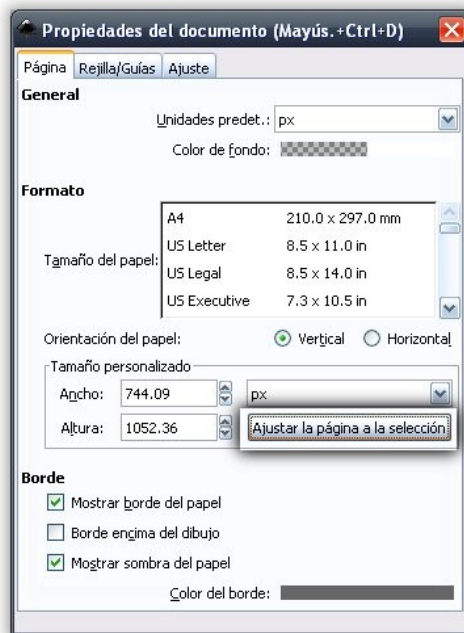 Propiedades del documento (Mayús.+Ctrl+D)
Página Rejilla/Guías Ajuste
General
Unidades predet.: px
Color de fondo:
Formato
Tamaño del papel:
A4 210.0 x 297.0 mm
US Letter 8.5 x 11.0 in
US Legal 8.5 x 14.0 in
US Executive 7.3 x 10.5 in
Orientación del papel: Vertical Horizontal
Tamaño personalizado
Ancho: 744.09 px
Altura: 1052.36 Ajustar la página a la selección
Borde
Mostrar borde del papel
Borde encima del dibujo
Mostrar sombra del papel
Color del borde: